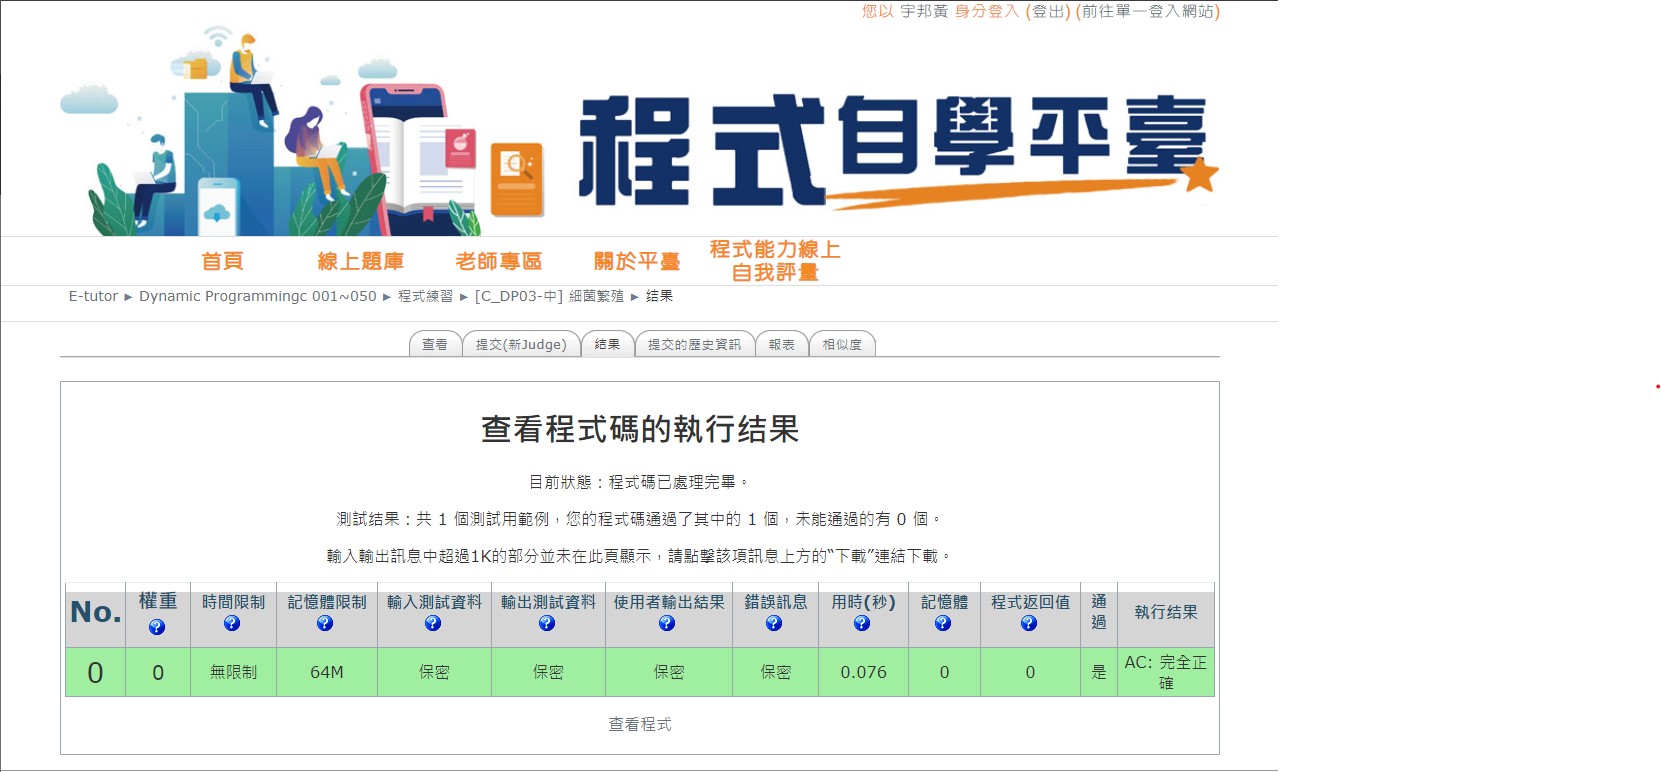 您以 宇邦黃 身分登入 (登出) (前往單一登入網站)
程式自學平臺
首頁 線上題庫 老師專區 關於平臺 程式能力線上自我評量
E-tutor ► Dynamic Programmingc 001~050 ► 程式練習 ► [C_DP03-中] 細菌繁殖 ► 结果
查看 提交(新Judge) 结果 提交的歷史資訊 報表 相似度
查看程式碼的執行结果
目前狀態：程式碼已處理完畢。
測試结果：共 1 個測試用範例，您的程式碼通過了其中的 1 個，未能通過的有 0 個。
輸入輸出訊息中超過1K的部分並未在此頁顯示，請點擊該項訊息上方的“下載”連結下載。
No. 權重 時間限制 記憶體限制 輸入測試資料 輸出測試資料 使用者輸出結果 錯誤訊息 用時(秒) 記憶體 程式返回值 通過 執行结果
0 0 無限制 64M 保密 保密 保密 保密 0.076 0 0 是 AC: 完全正確
查看程式